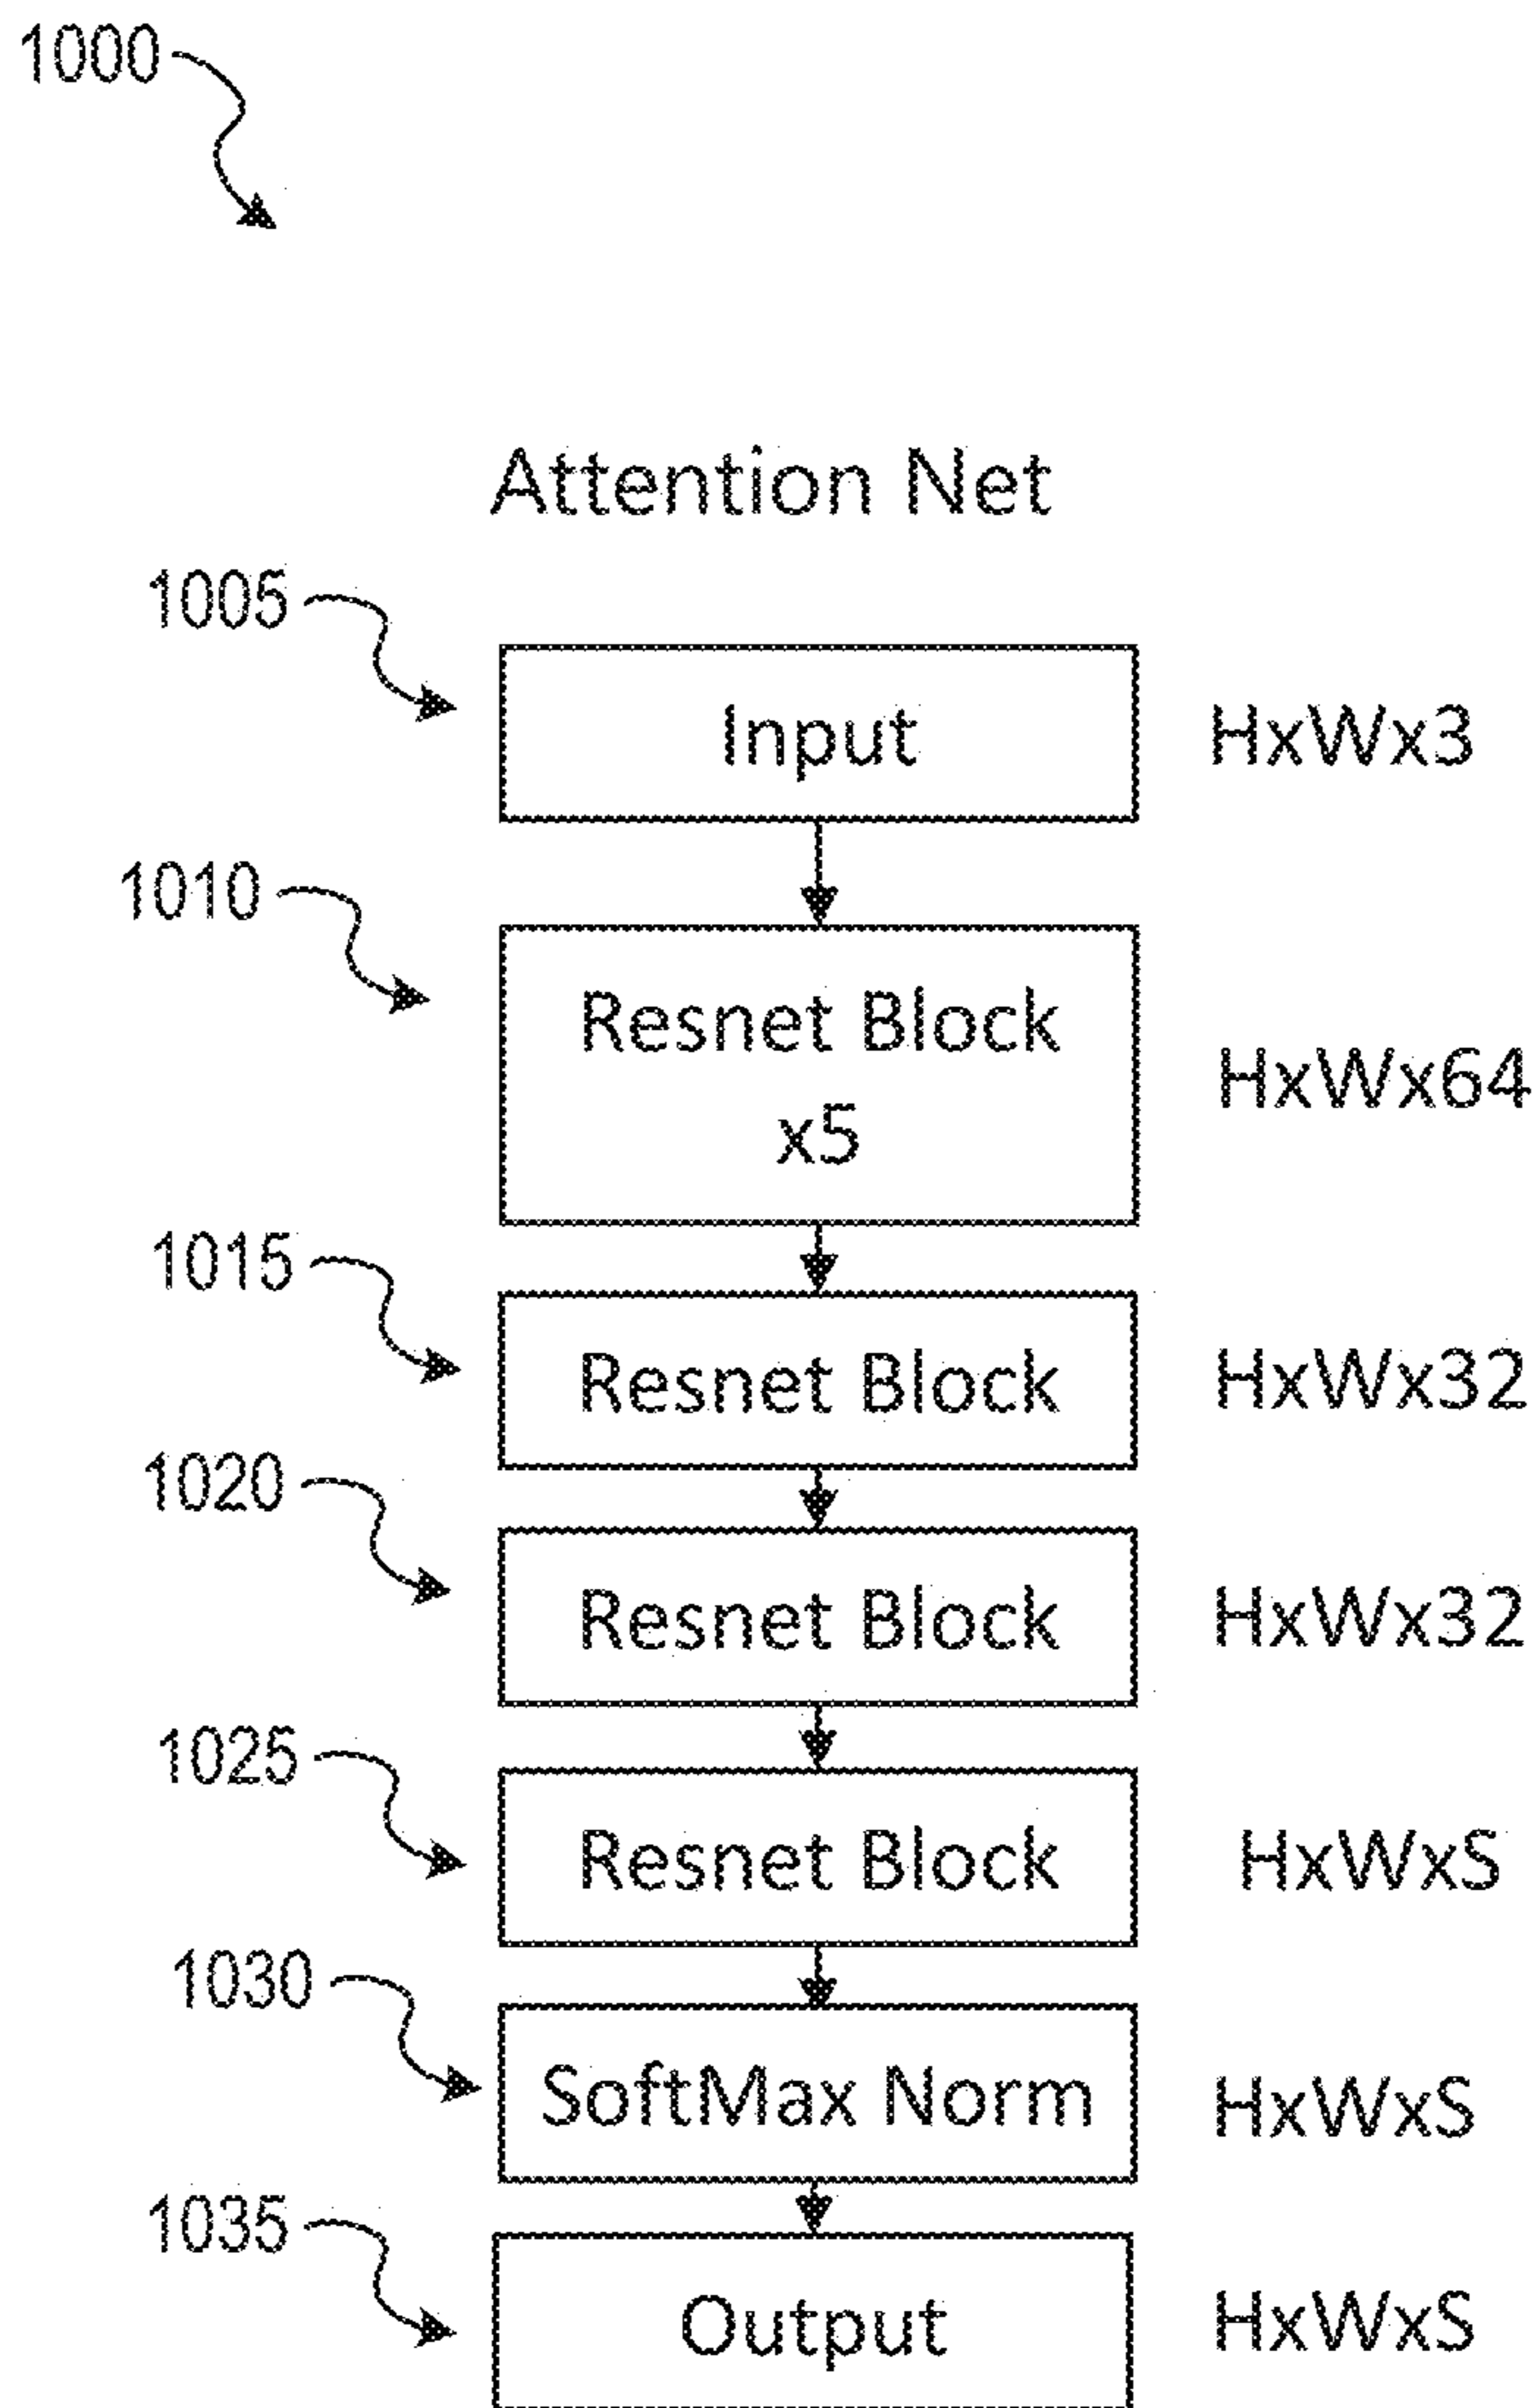 1000
Attention Net
1005
Input HxWx3
1010
Resnet Block
x5
HxWx64
1015
Resnet Block HxWx32
1020
Resnet Block HxWx32
1025
Resnet Block HxWxS
1030
SoftMax Norm HxWxS
1035
Output HxWxS